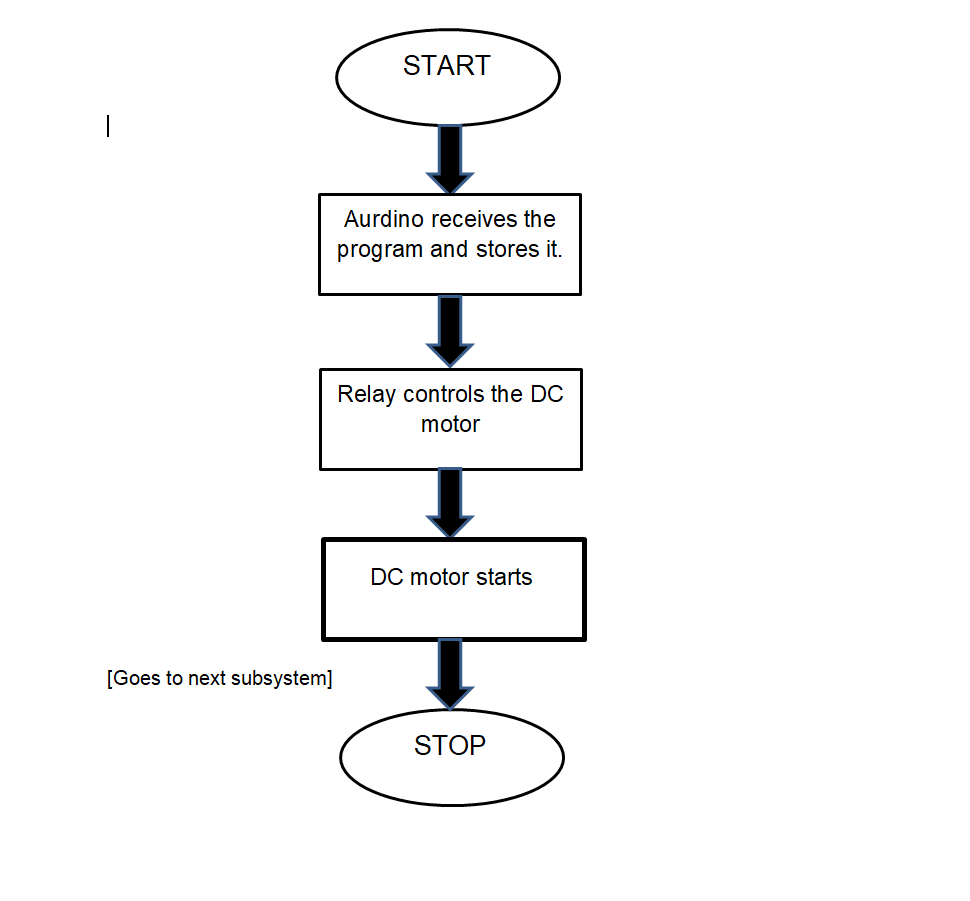 START
Aurdino receives the
program and stores it.
Relay controls the DC
motor
DC motor starts
[Goes to next subsystem]
STOP